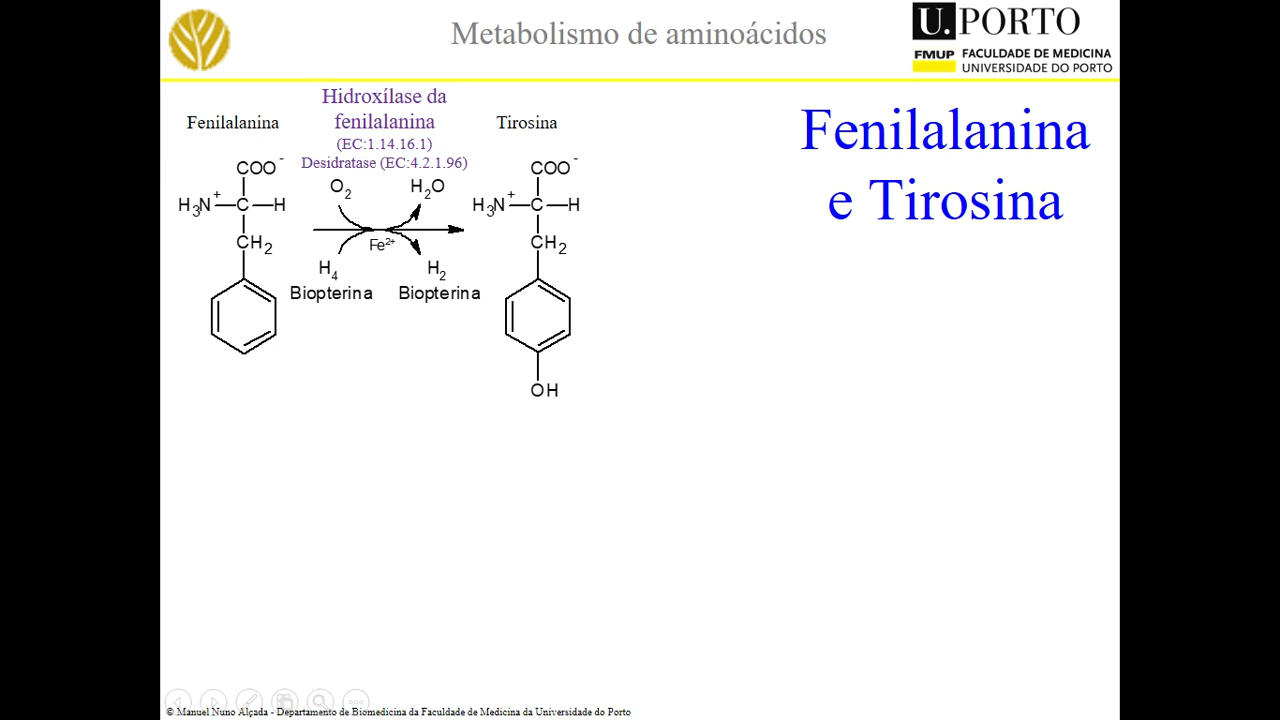 Metabolismo de aminoácidos
U. PORTO
FMUP FACULDADE DE MEDICINA
UNIVERSIDADE DO PORTO
Fenilalanina
e Tirosina
Hidroxílase da
fenilalanina
(EC:1.14.16.1)
Desidratase (EC:4.2.1.96)
Fenilalanina
COO-
H3N+ C H
CH2
O2 H2O
Fe2+
H4 H2
Biopterina Biopterina
Tirosina
COO-
H3N+ C H
CH2
OH
© Manuel Nuno Alçada - Departamento de Biomedicina da Faculdade de Medicina da Universidade do Porto